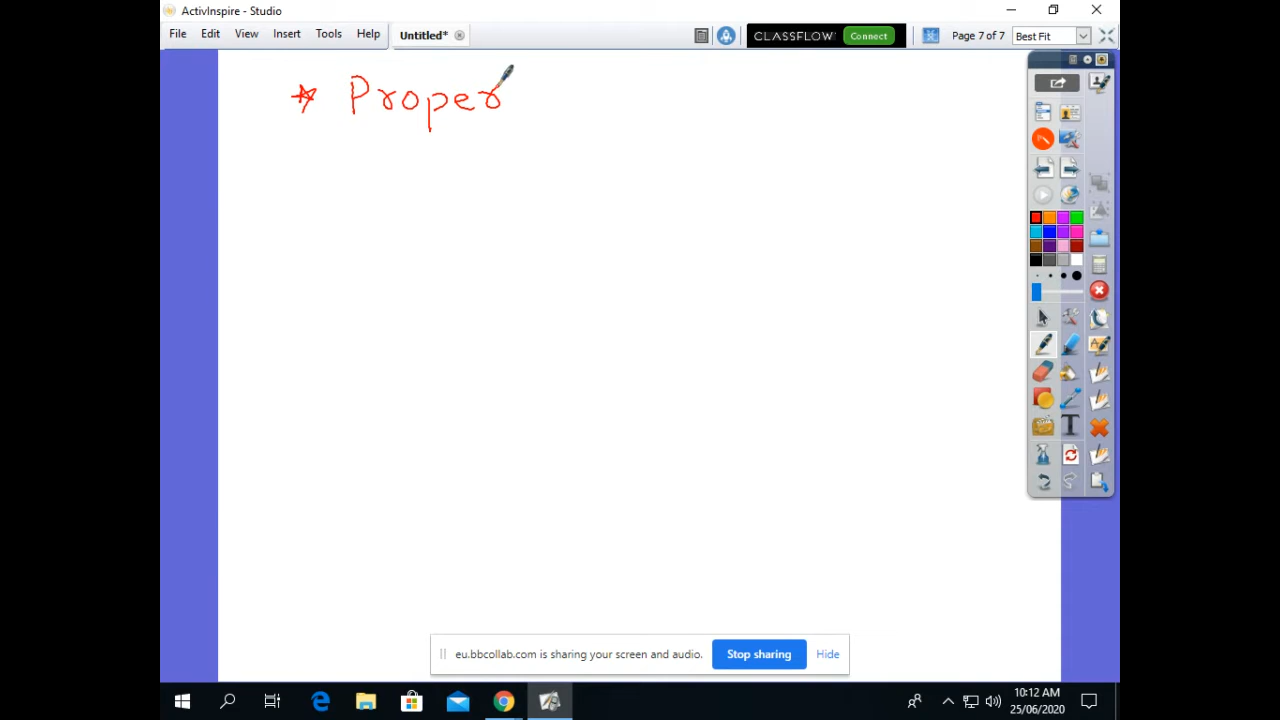 ActivInspire - Studio
File Edit View Insert Tools Help Untitled* CLASSFLOW Connect Page 7 of 7 Best Fit
* Proper
eu.bbcollab.com is sharing your screen and audio. Stop sharing Hide
10:12 AM
25/06/2020